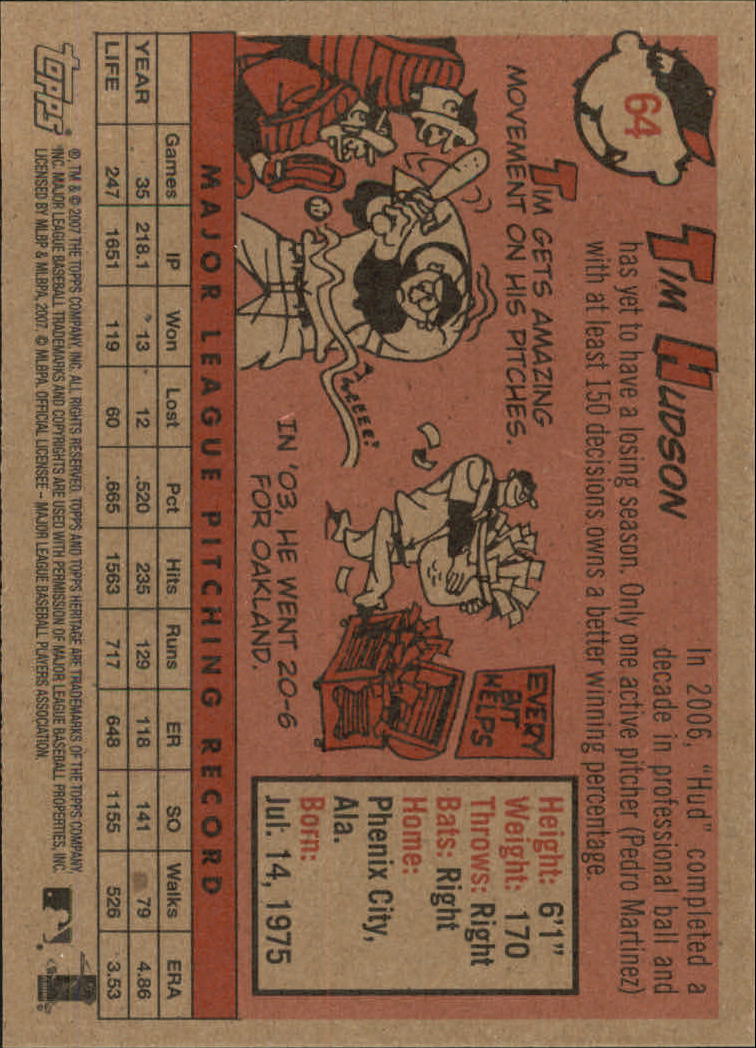 64
TIM HUDSON
In 2006, “Hud” completed a
decade in professional ball and
has yet to have a losing season. Only one active pitcher (Pedro Martinez)
with at least 150 decisions owns a better winning percentage.
TIM GETS AMAZING
MOVEMENT ON HIS PITCHES.
EVERY
BIT
HELPS
IN '03, HE WENT 20-6
FOR OAKLAND.
Height: 6'1"
Weight: 170
Throws: Right
Bats: Right
Home:
Phenix City,
Ala.
Born:
Jul. 14, 1975
MAJOR LEAGUE PITCHING RECORD
Games IP Won Lost Pct Hits Runs ER SO Walks ERA
YEAR 35 218.1 13 12 .520 235 129 118 141 79 4.86
LIFE 247 1651 119 60 .665 1563 717 648 1155 526 3.53
TOPPS ®
®, TM & © 2007 THE TOPPS COMPANY, INC. ALL RIGHTS RESERVED. TOPPS AND TOPPS HERITAGE ARE TRADEMARKS OF THE TOPPS COMPANY,
INC. MAJOR LEAGUE BASEBALL TRADEMARKS AND COPYRIGHTS ARE USED WITH PERMISSION OF MAJOR LEAGUE BASEBALL PROPERTIES, INC.
LICENSED BY MLBP & MLBPA, 2007. © MLBPA. OFFICIAL LICENSEE – MAJOR LEAGUE BASEBALL PLAYERS ASSOCIATION.